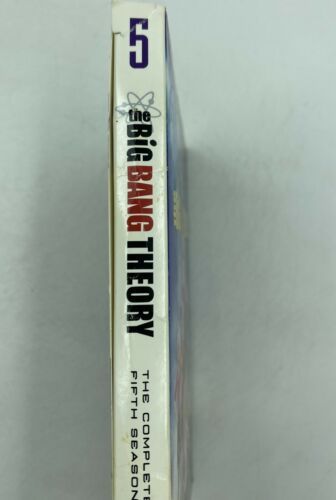 5
the BiG BANG THEORY
THE COMPLETE
FIFTH SEASON